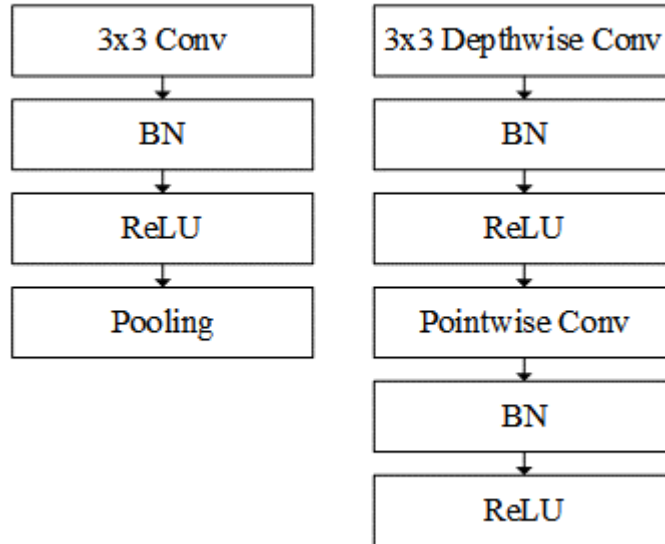 3x3 Conv
BN
ReLU
Pooling
3x3 Depthwise Conv
BN
ReLU
Pointwise Conv
BN
ReLU